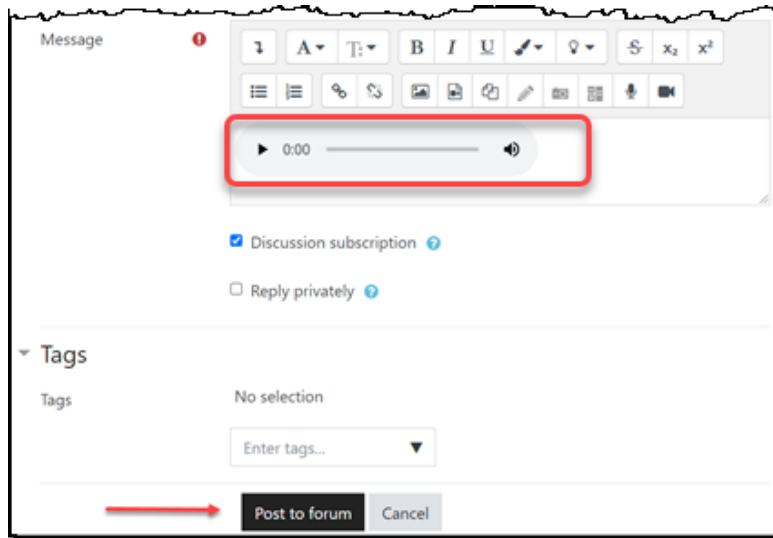 Message
A T: B I U S x₂ x²
0:00
Discussion subscription
Reply privately
Tags
Tags No selection
Enter tags...
Post to forum Cancel